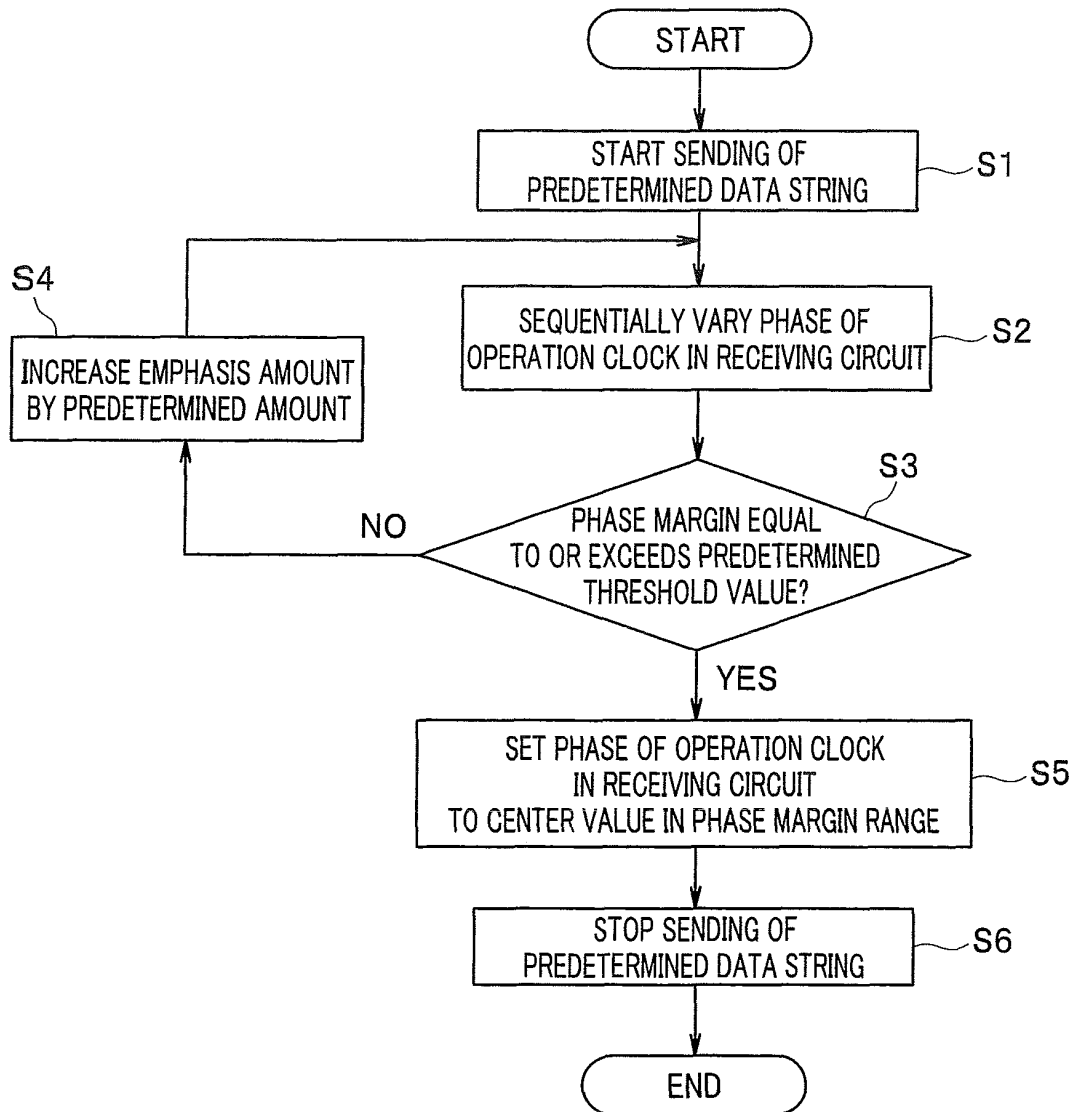 START
START SENDING OF
PREDETERMINED DATA STRING
S1
S4
INCREASE EMPHASIS AMOUNT
BY PREDETERMINED AMOUNT
SEQUENTIALLY VARY PHASE OF
OPERATION CLOCK IN RECEIVING CIRCUIT
S2
S3
PHASE MARGIN EQUAL
TO OR EXCEEDS PREDETERMINED
THRESHOLD VALUE?
NO
YES
SET PHASE OF OPERATION CLOCK
IN RECEIVING CIRCUIT
TO CENTER VALUE IN PHASE MARGIN RANGE
S5
STOP SENDING OF
PREDETERMINED DATA STRING
S6
END